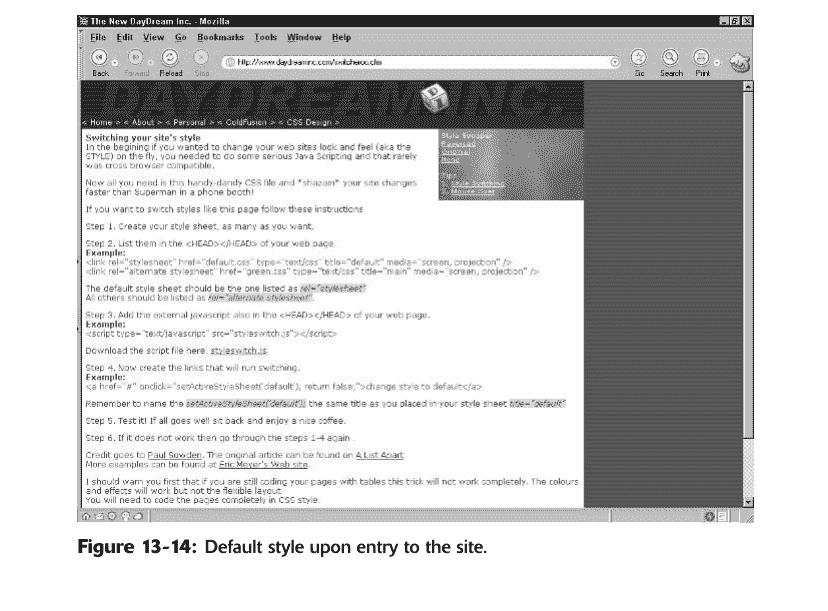 The New DayDream Inc. - Mozilla
File Edit View Go Bookmarks Tools Window Help
Back Forward Reload Stop http://www.daydreaminc.com/switcheroo.cfm Go Search Print
DAYDREAM INC.
< Home > < About > < Personal > < ColdFusion > < CSS Design >
Style Swapper
Reversed
Original
None
Tips
Style Switching
Mouse Over
Switching your site's style
In the begining if you wanted to change your web sites look and feel (aka the
STYLE) on the fly, you needed to do some serious Java Scripting and that rarely
was cross browser compatible.
Now all you need is this handy-dandy CSS file and *shazam* your site changes
faster than Superman in a phone booth!
If you want to switch styles like this page follow these instructions
Step 1. Create your style sheet, as many as you want.
Step 2. List them in the <HEAD></HEAD> of your web page.
Example:
<link rel="stylesheet" href="default.css" type="text/css" title="default" media="screen, projection" />
<link rel="alternate stylesheet" href="green.css" type="text/css" title="main" media="screen, projection" />
The default style sheet should be the one listed as rel="stylesheet"
All others should be listed as rel="alternate stylesheet".
Step 3. Add the external javascript also in the <HEAD></HEAD> of your web page.
Example:
<script type="text/javascript" src="styleswitch.js"></script>
Download the script file here. styleswitch.js
Step 4. Now create the links that will run switching.
Example:
<a href="#" onclick="setActiveStyleSheet('default'); return false;">change style to default</a>
Remember to name the setActiveStyleSheet('default'); the same title as you placed in your style sheet title="default"
Step 5. Test it! If all goes well sit back and enjoy a nice coffee.
Step 6. If it does not work then go through the steps 1-4 again .
Credit goes to Paul Sowden. The original article can be found on A List Apart
More examples can be found at Eric Meyer's Web site.
I should warn you first that if you are still coding your pages with tables this trick will not work completely. The colours
and effects will work but not the flexible layout.
You will need to code the pages completely in CSS style.
Figure 13-14: Default style upon entry to the site.